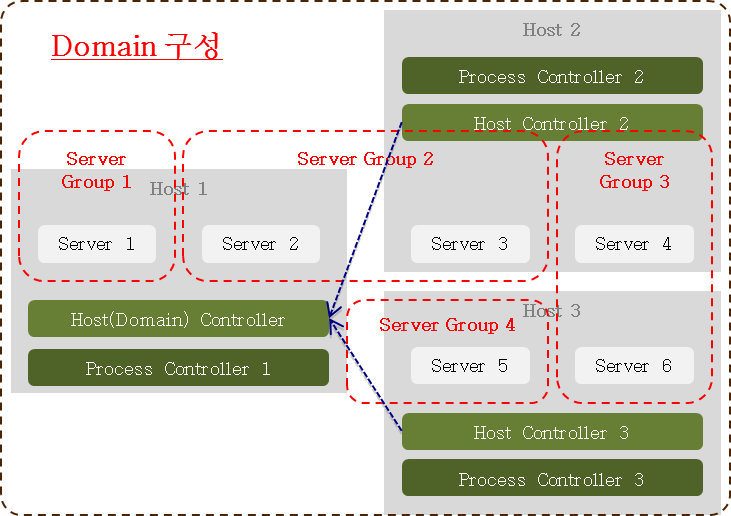 Domain 구성
Host 2
Process Controller 2
Host Controller 2
Server
Group 1
Server Group 2
Server
Group 3
Host 1
Server 1
Server 2
Server 3
Server 4
Host(Domain) Controller
Process Controller 1
Host 3
Server Group 4
Server 5
Server 6
Host Controller 3
Process Controller 3